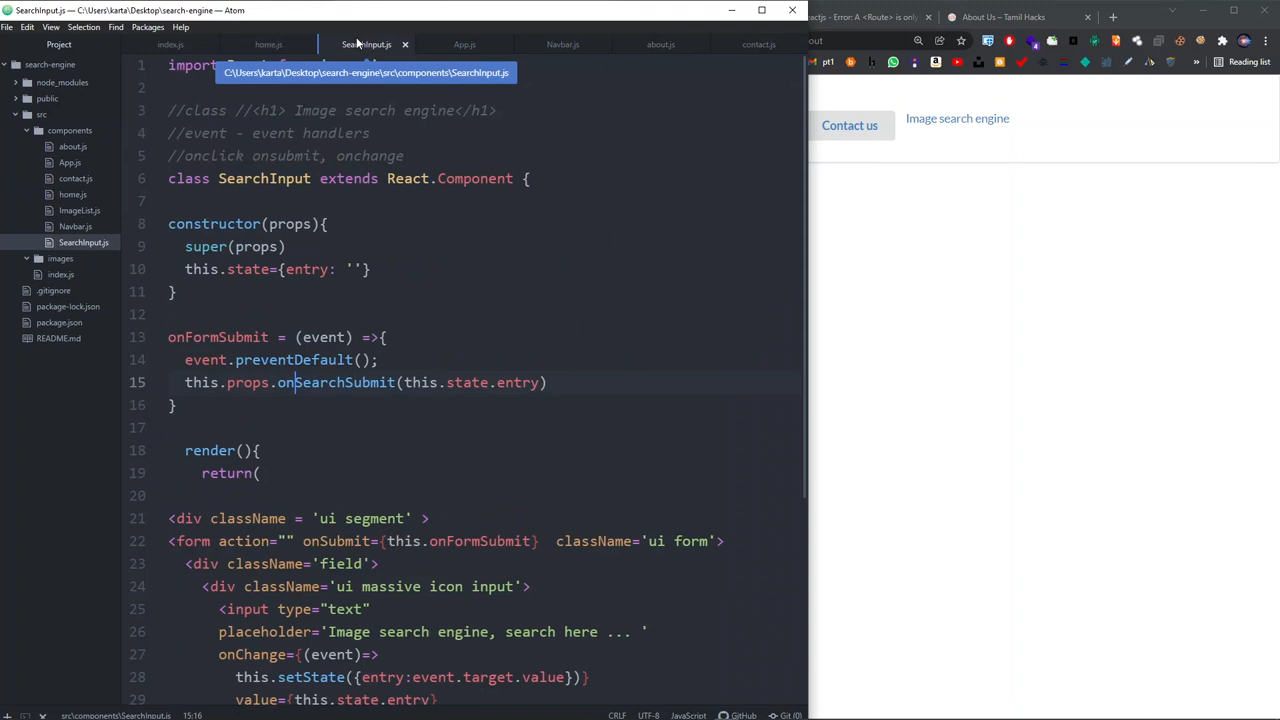 SearchInput.js — C:\Users\karta\Desktop\search-engine — Atom
File Edit View Selection Find Packages Help
Project
index.js home.js SearchInput.js App.js Navbar.js about.js contact.js
C:\Users\karta\Desktop\search-engine\src\components\SearchInput.js
search-engine
node_modules
public
src
components
about.js
App.js
contact.js
home.js
ImageList.js
Navbar.js
SearchInput.js
images
index.js
.gitignore
package-lock.json
package.json
README.md
1 import
2
3 //class //<h1> Image search engine</h1>
4 //event - event handlers
5 //onclick onsubmit, onchange
6 class SearchInput extends React.Component {
7
8 constructor(props){
9 super(props)
10 this.state={entry: ''}
11 }
12
13 onFormSubmit = (event) =>{
14 event.preventDefault();
15 this.props.onSearchSubmit(this.state.entry)
16 }
17
18 render(){
19 return(
20
21 <div className = 'ui segment' >
22 <form action="" onSubmit={this.onFormSubmit} className='ui form'>
23 <div className='field'>
24 <div className='ui massive icon input'>
25 <input type="text"
26 placeholder='Image search engine, search here ... '
27 onChange={(event)=>
28 this.setState({entry:event.target.value})}
29 value={this.state.entry}
src\components\SearchInput.js 15:16 CRLF UTF-8 JavaScript GitHub Git (0)
actjs - Error: A <Route> is onl
About Us – Tamil Hacks
out
pt1
Reading list
Contact us Image search engine